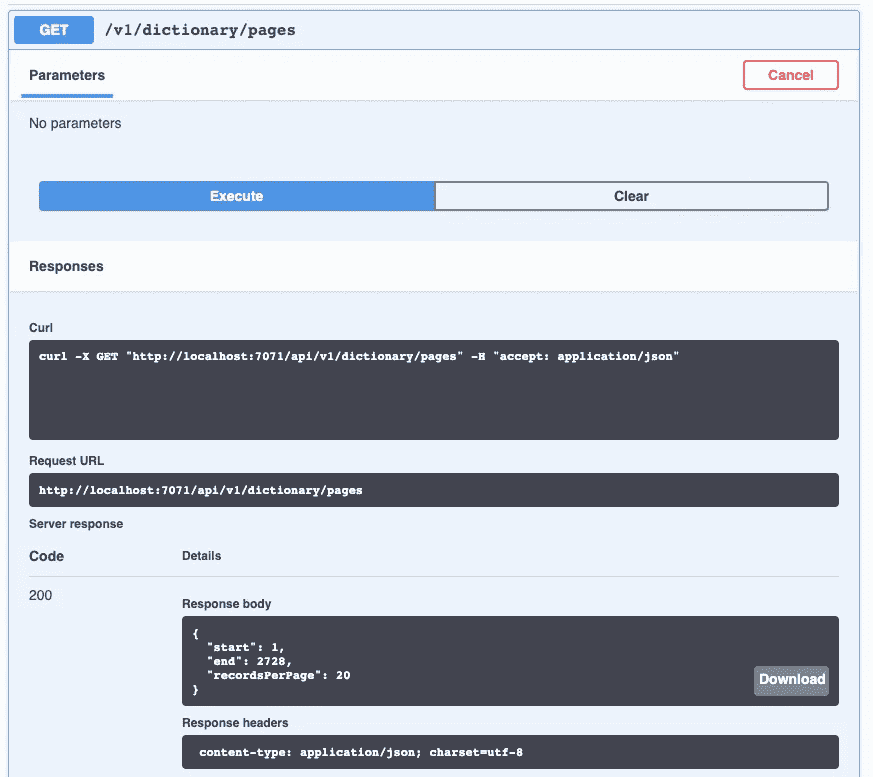 GET /v1/dictionary/pages
Parameters Cancel
No parameters
Execute Clear
Responses
Curl
curl -X GET "http://localhost:7071/api/v1/dictionary/pages" -H "accept: application/json"
Request URL
http://localhost:7071/api/v1/dictionary/pages
Server response
Code Details
200
Response body
{
"start": 1,
"end": 2728,
"recordsPerPage": 20
}
Download
Response headers
content-type: application/json; charset=utf-8